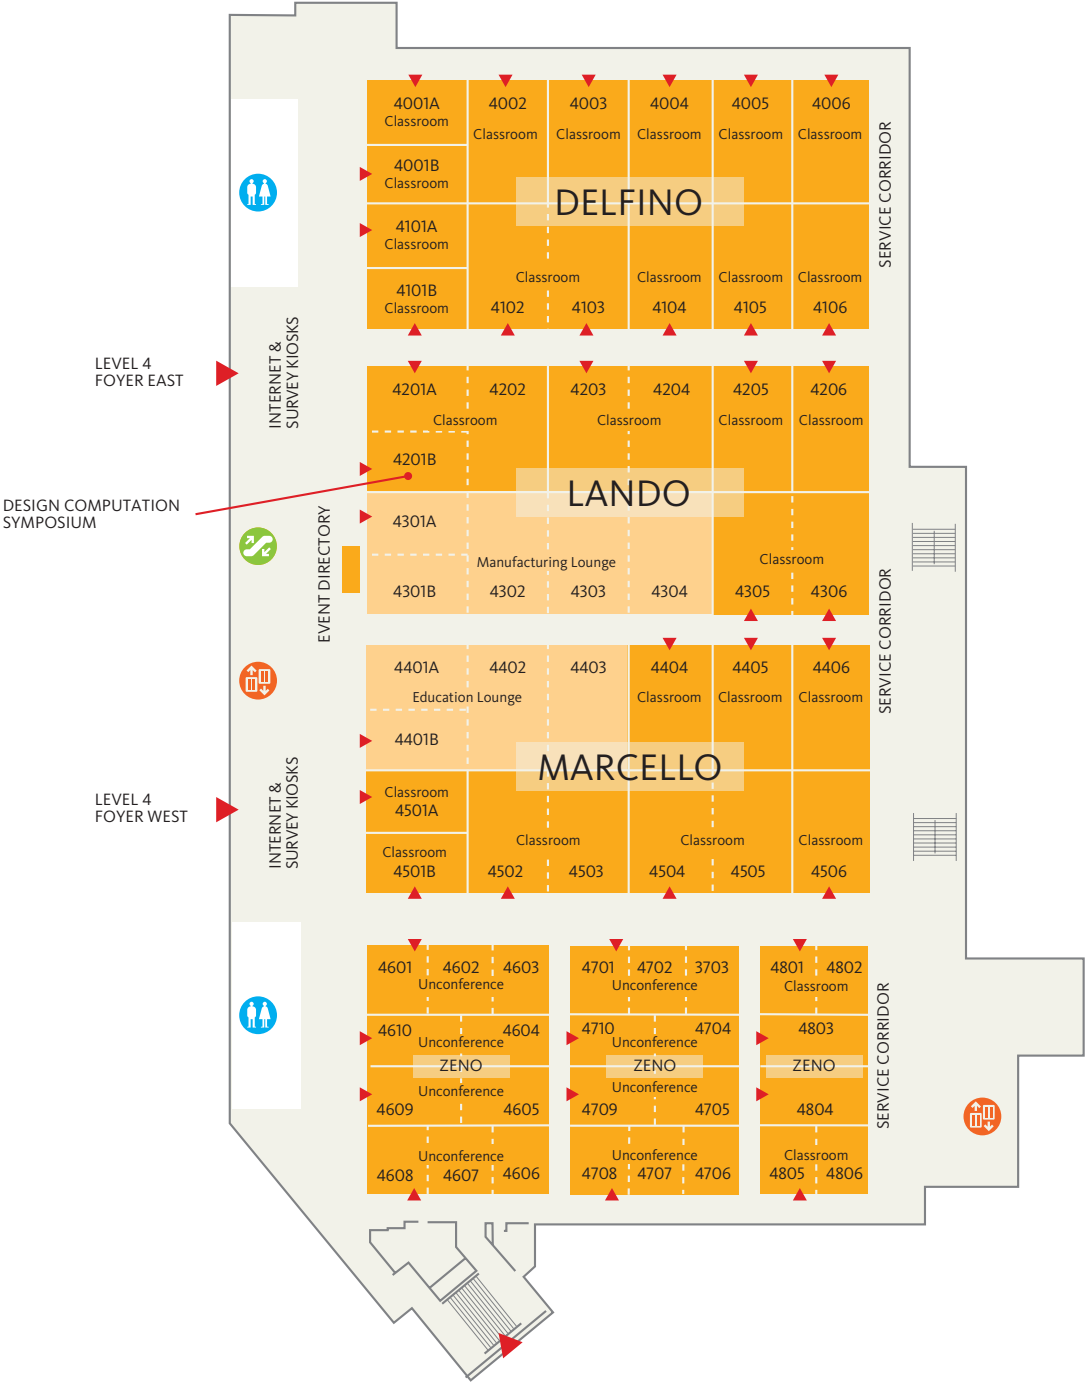 4001A
Classroom
4002
Classroom
4003
Classroom
4004
Classroom
4005
Classroom
4006
Classroom
4001B
Classroom
DELFINO
4101A
Classroom
4101B
Classroom
Classroom
4102
4103
Classroom
4104
Classroom
4105
Classroom
4106
SERVICE CORRIDOR
LEVEL 4
FOYER EAST
INTERNET &
SURVEY KIOSKS
4201A
4202
Classroom
4203
4204
Classroom
4205
Classroom
4206
Classroom
4201B
LANDO
DESIGN COMPUTATION
SYMPOSIUM
4301A
Manufacturing Lounge
4301B
4302
4303
4304
Classroom
4305
4306
EVENT DIRECTORY
SERVICE CORRIDOR
4401A
4402
4403
Education Lounge
4404
Classroom
4405
Classroom
4406
Classroom
4401B
MARCELLO
LEVEL 4
FOYER WEST
INTERNET &
SURVEY KIOSKS
Classroom
4501A
Classroom
4501B
Classroom
4502
4503
Classroom
4504
4505
Classroom
4506
4601
4602
4603
Unconference
4701
4702
3703
Unconference
4801
4802
Classroom
4610
4604
Unconference
4710
4704
Unconference
4803
ZENO
ZENO
ZENO
Unconference
4609
4605
Unconference
4709
4705
4804
Unconference
4608
4607
4606
Unconference
4708
4707
4706
Classroom
4805
4806
SERVICE CORRIDOR